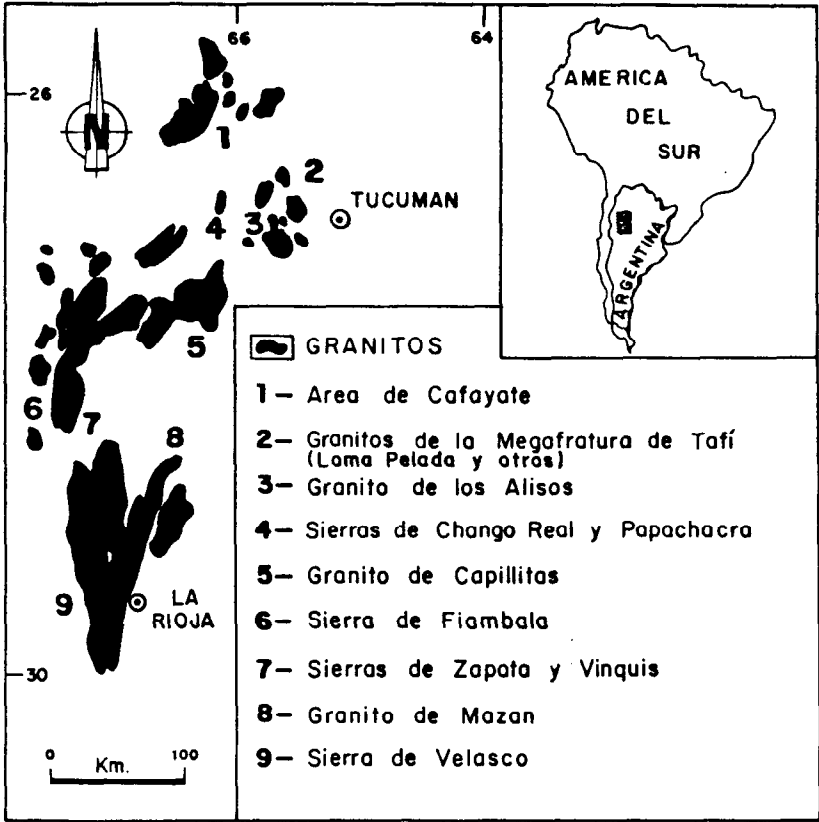 66
64
26
30
N
1
2
3
4
5
6
7
8
9
TUCUMAN
LA
RIOJA
0 100
Km.
AMERICA
DEL
SUR
ARGENTINA
GRANITOS
1— Area de Cafayate
2— Granitos de la Megafratura de Tafí
(Loma Pelada y otros)
3— Granito de los Alisos
4— Sierras de Chango Real y Papachacra
5— Granito de Capillitas
6— Sierra de Fiambala
7— Sierras de Zapata y Vinquis
8— Granito de Mazan
9— Sierra de Velasco